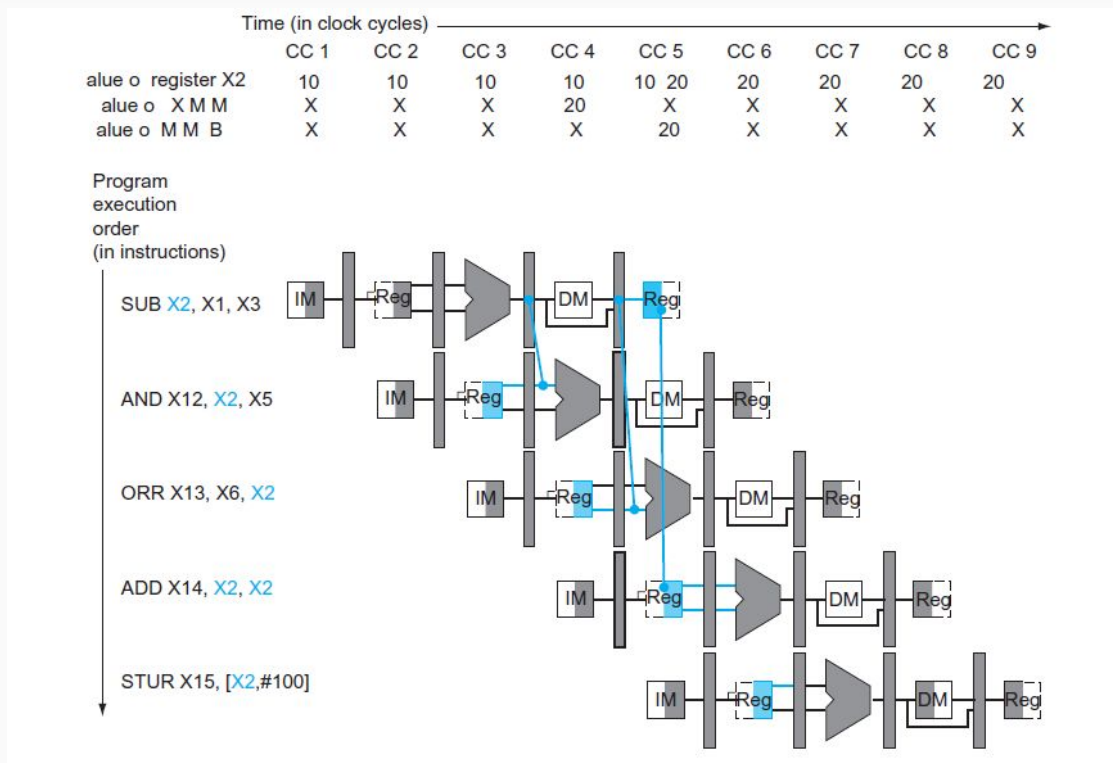 Time (in clock cycles)
CC 1 CC 2 CC 3 CC 4 CC 5 CC 6 CC 7 CC 8 CC 9
alue o register X2 10 10 10 10 10 20 20 20 20 20
alue o X M M X X X 20 X X X X X
alue o M M B X X X X 20 X X X X
Program
execution
order
(in instructions)
SUB X2, X1, X3
IM Reg DM Reg
AND X12, X2, X5
IM Reg DM Reg
ORR X13, X6, X2
IM Reg DM Reg
ADD X14, X2, X2
IM Reg DM Reg
STUR X15, [X2,#100]
IM Reg DM Reg